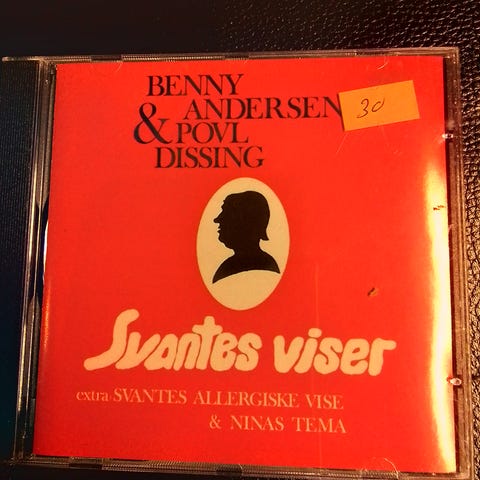 BENNY
ANDERSEN
& POVL
DISSING
30
Svantes viser
extra: SVANTES ALLERGISKE VISE
& NINAS TEMA